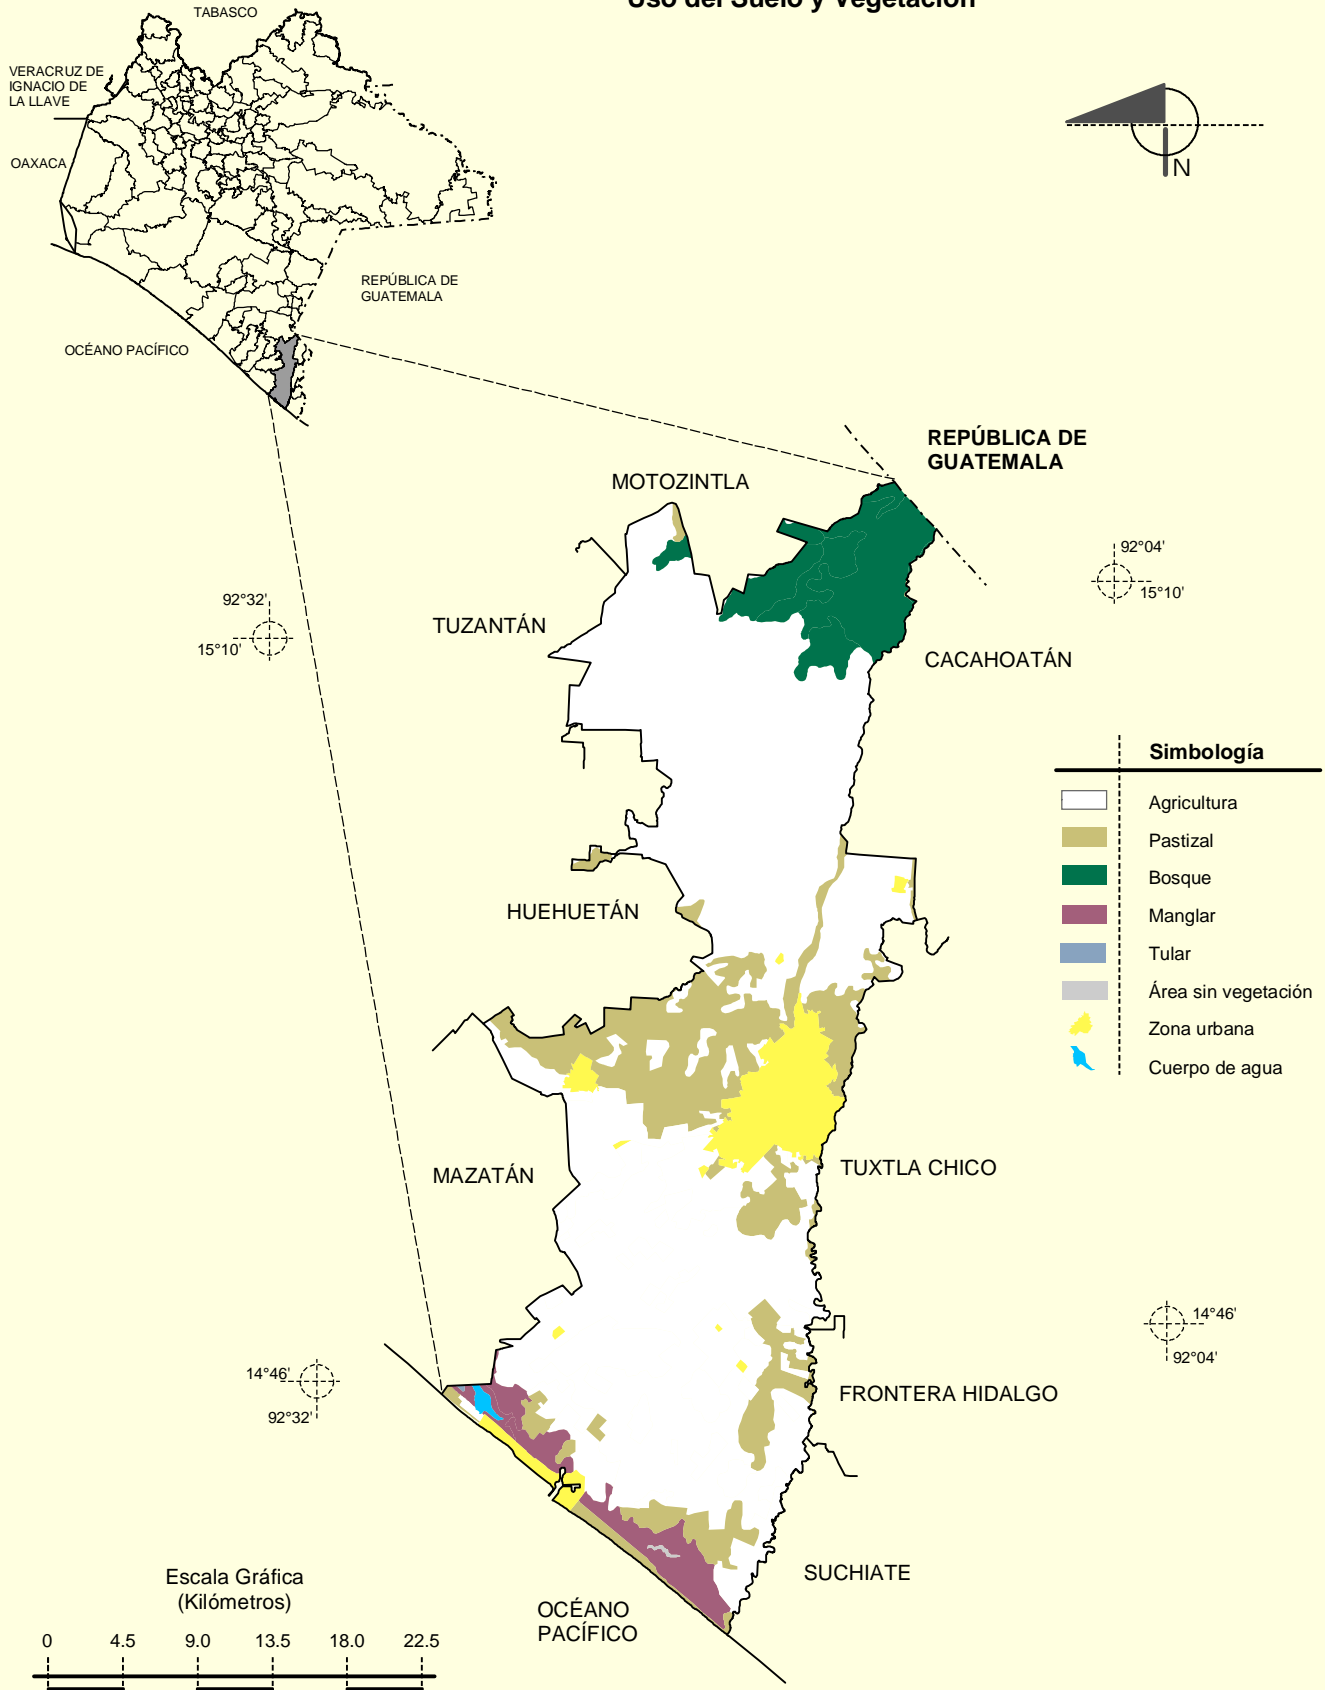 Uso del Suelo y Vegetación
TABASCO
VERACRUZ DE
IGNACIO DE
LA LLAVE
OAXACA
REPÚBLICA DE
GUATEMALA
OCÉANO PACÍFICO
N
REPÚBLICA DE
GUATEMALA
MOTOZINTLA
92°04'
15°10'
92°32'
15°10'
TUZANTÁN
CACAHOATÁN
Simbología
Agricultura
Pastizal
Bosque
Manglar
Tular
Área sin vegetación
Zona urbana
Cuerpo de agua
HUEHUETÁN
MAZATÁN
TUXTLA CHICO
14°46'
92°04'
14°46'
92°32'
FRONTERA HIDALGO
SUCHIATE
OCÉANO
PACÍFICO
Escala Gráfica
(Kilómetros)
0 4.5 9.0 13.5 18.0 22.5